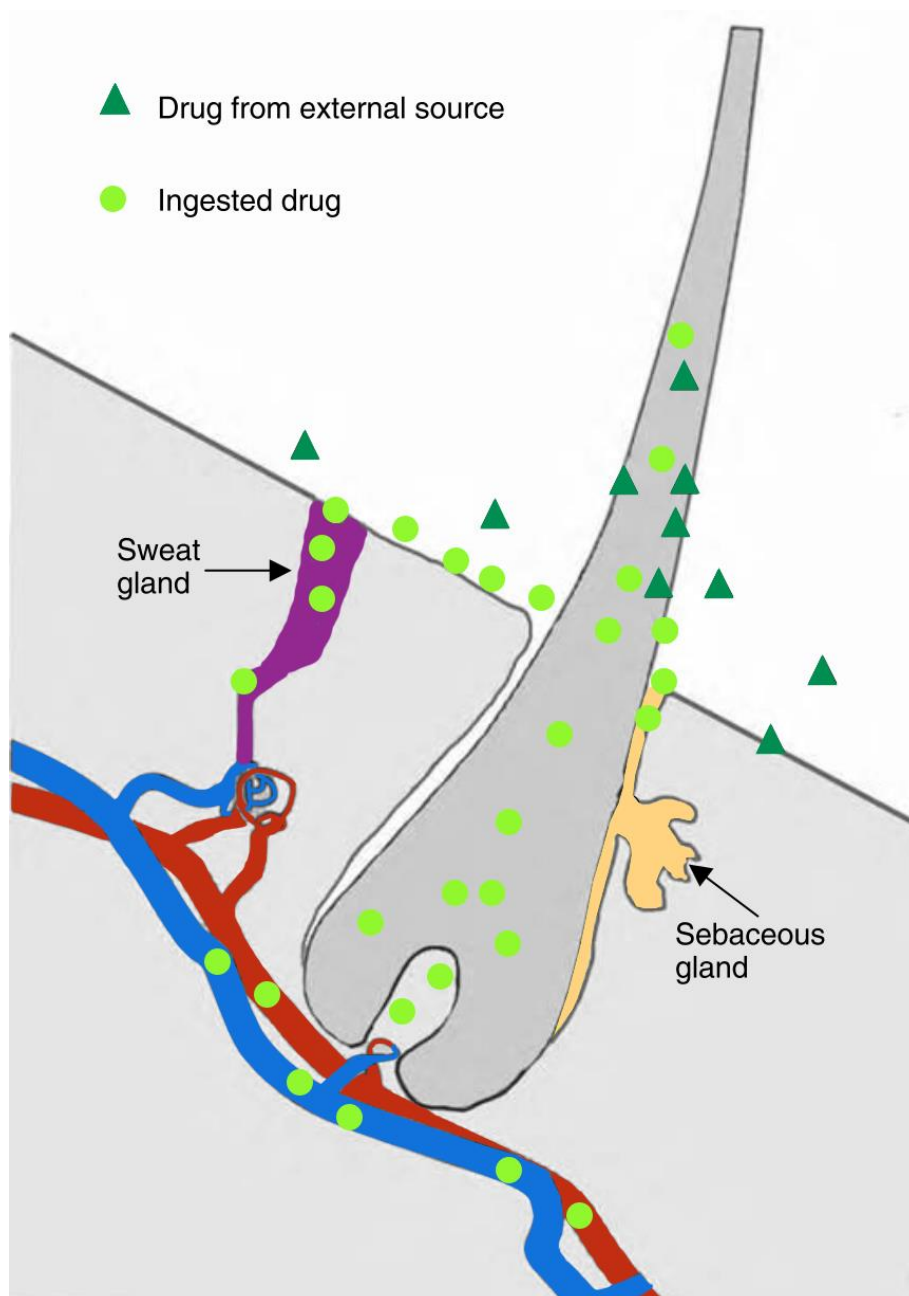 Drug from external source
Ingested drug
Sweat
gland
Sebaceous
gland